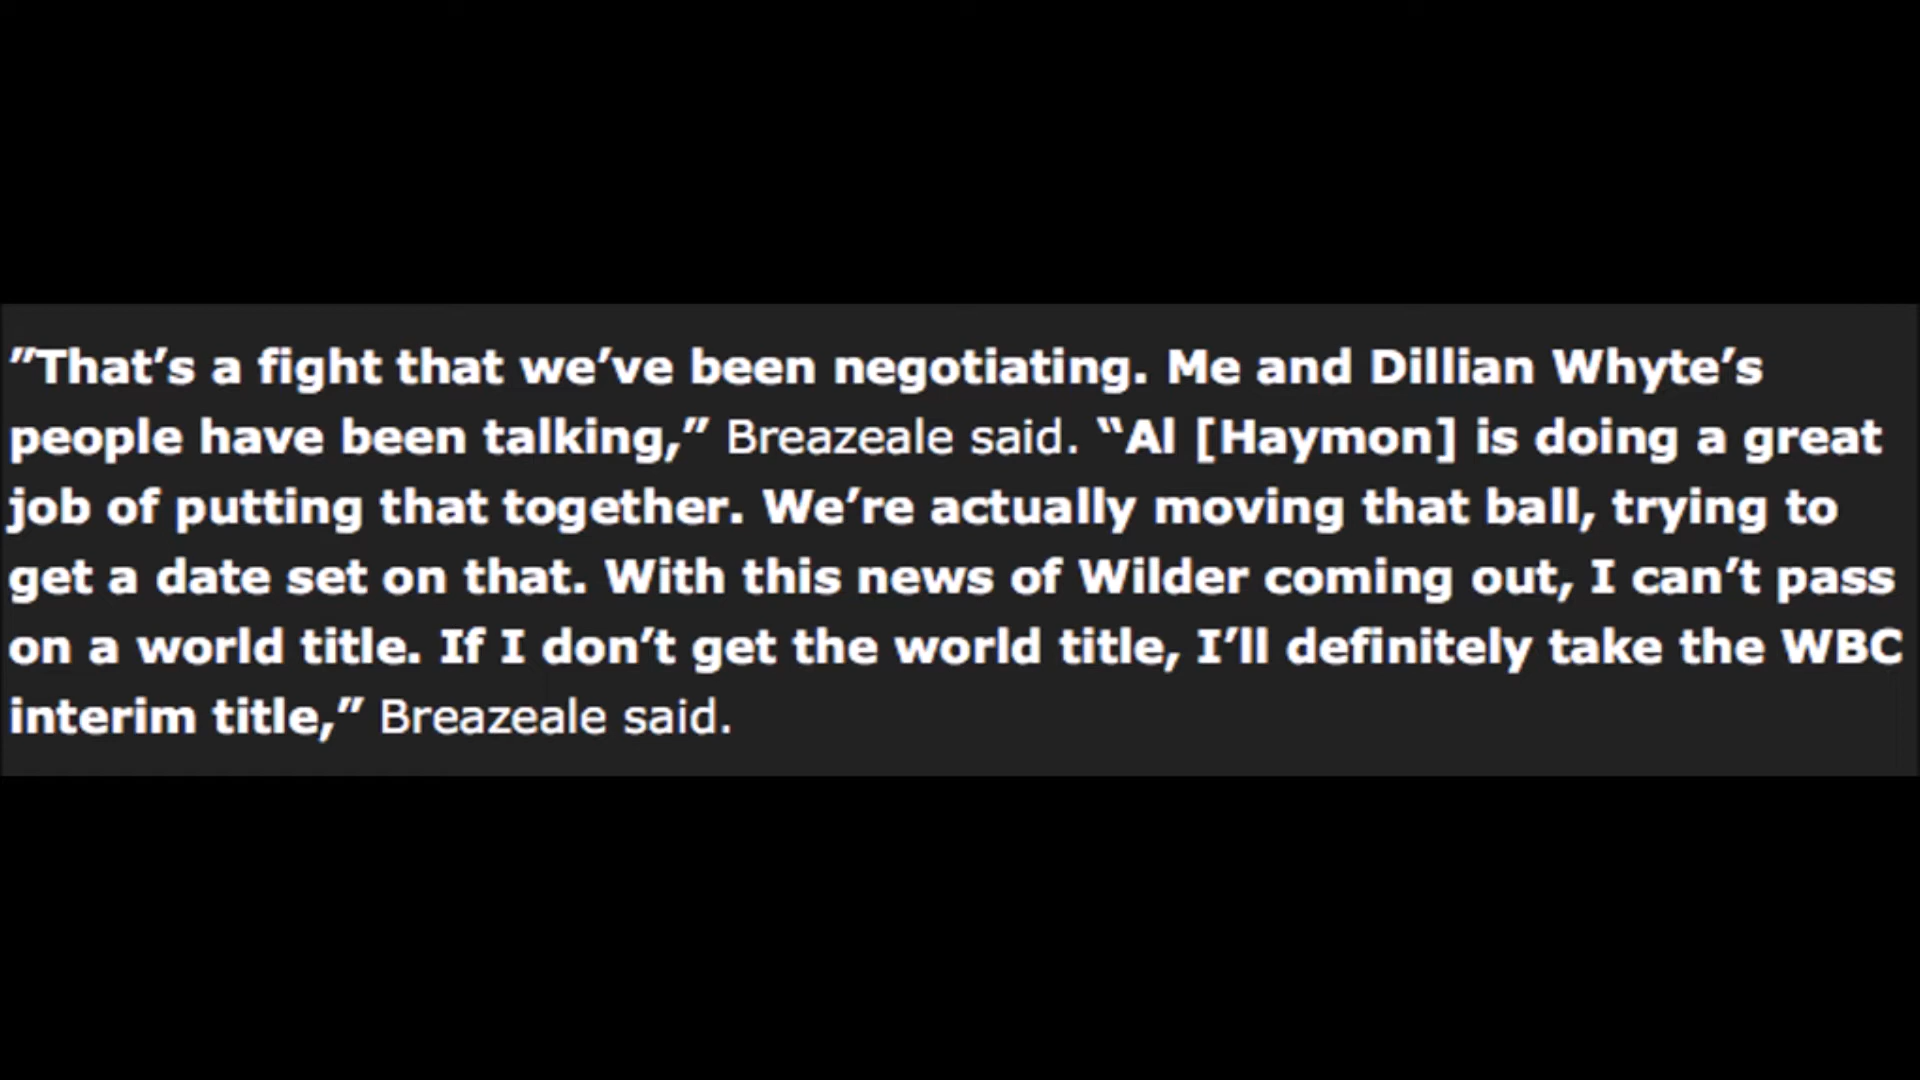 ”That’s a fight that we’ve been negotiating. Me and Dillian Whyte’s
people have been talking,” Breazeale said. “Al [Haymon] is doing a great
job of putting that together. We’re actually moving that ball, trying to
get a date set on that. With this news of Wilder coming out, I can’t pass
on a world title. If I don’t get the world title, I’ll definitely take the WBC
interim title,” Breazeale said.